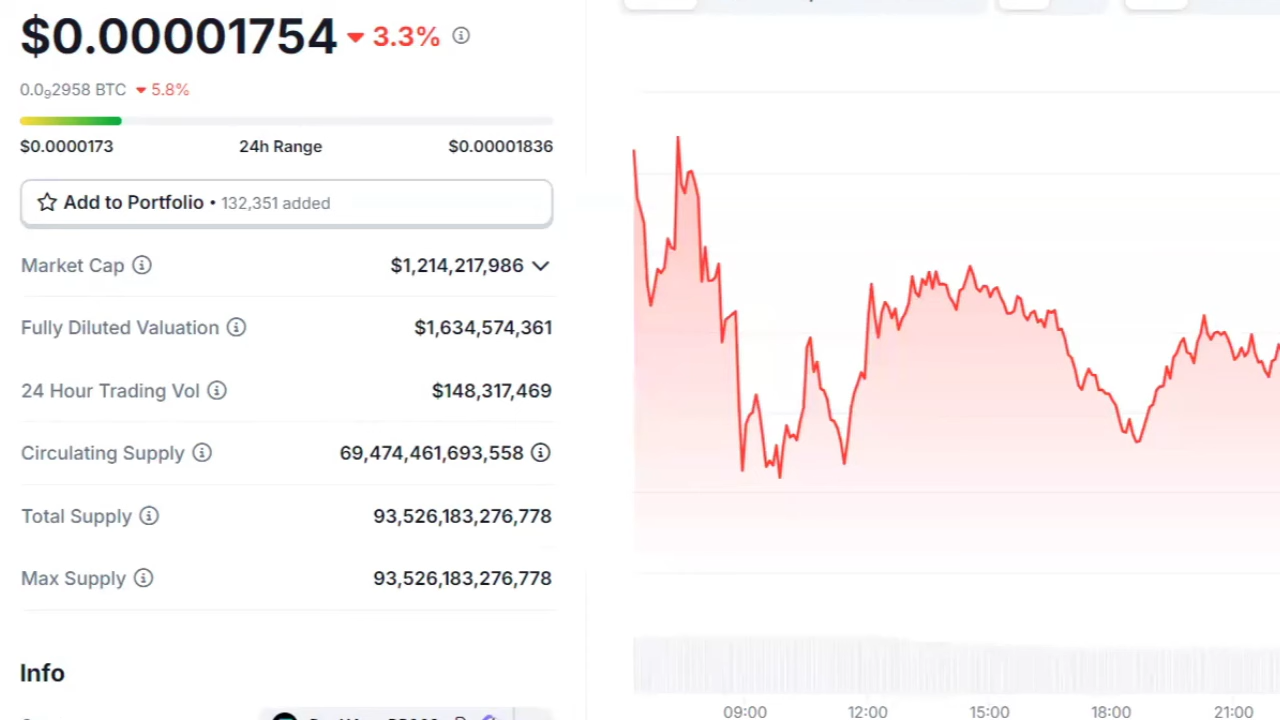 $0.00001754 ▼ 3.3%
0.0₉2958 BTC ▼ 5.8%
$0.0000173 24h Range $0.00001836
Add to Portfolio • 132,351 added
Market Cap $1,214,217,986
Fully Diluted Valuation $1,634,574,361
24 Hour Trading Vol $148,317,469
Circulating Supply 69,474,461,693,558
Total Supply 93,526,183,276,778
Max Supply 93,526,183,276,778
Info
09:00 12:00 15:00 18:00 21:00